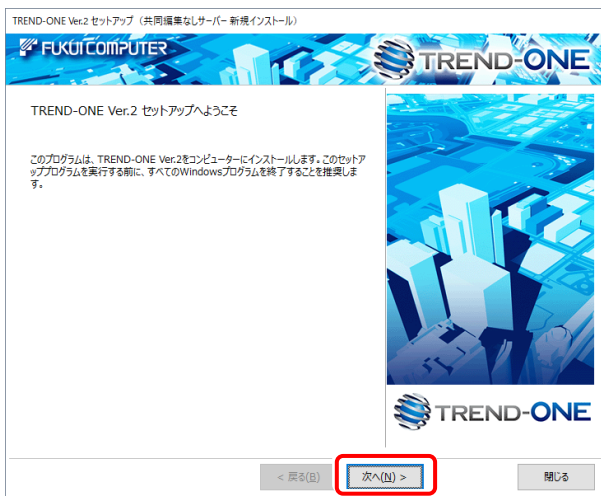 TREND-ONE Ver.2 セットアップ（共同編集なしサーバー 新規インストール）
FUKUI COMPUTER
TREND-ONE
TREND-ONE Ver.2 セットアップへようこそ
このプログラムは、TREND-ONE Ver.2をコンピューターにインストールします。このセットア
ッププログラムを実行する前に、すべてのWindowsプログラムを終了することを推奨しま
す。
TREND-ONE
< 戻る(B)
次へ(N) >
閉じる